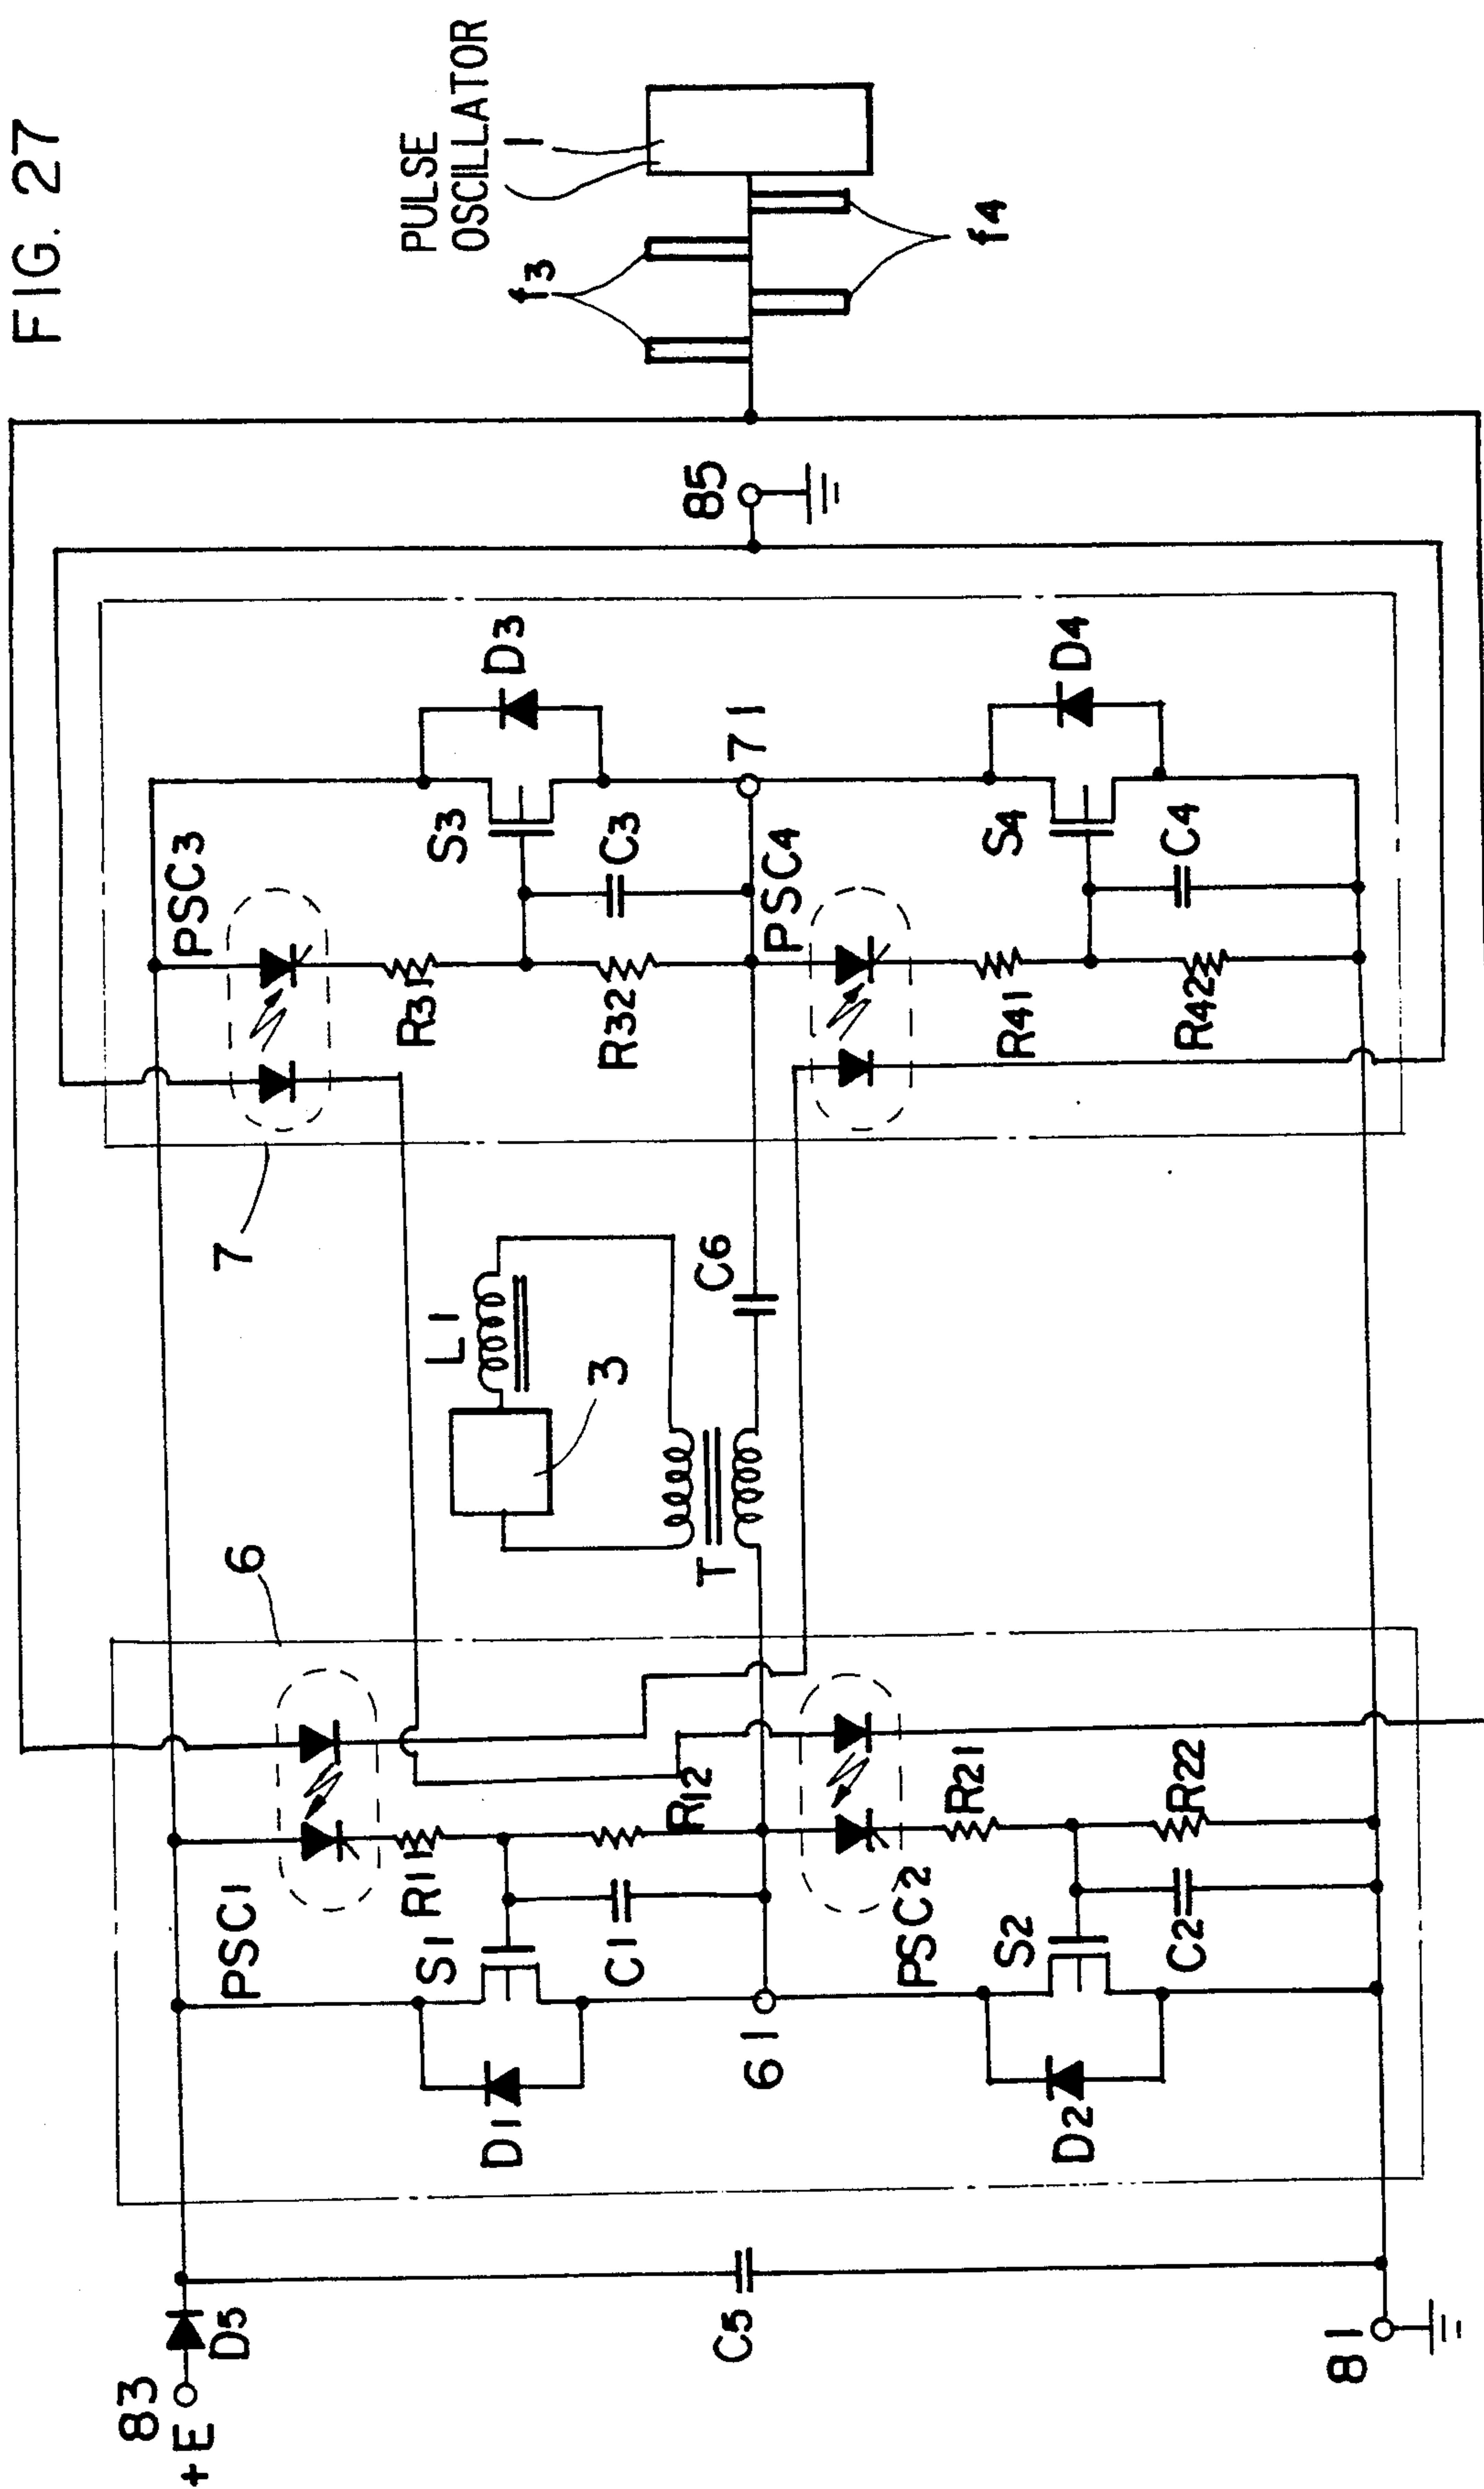 FIG. 27
PULSE
OSCILLATOR
1
f3
f4
85
7
PSC3
S3
D3
R31
C3
R32
71
PSC4
S4
D4
R41
C4
R42
L1
3
C6
T
6
PSC1
R11
R12
S1
C1
D1
61
PSC2
R21
R22
S2
C2
D2
83
+E
D5
C5
81